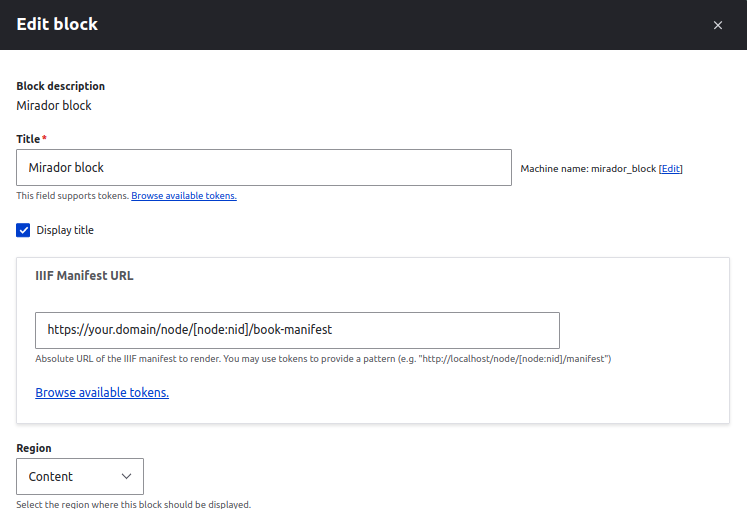 Edit block
Block description
Mirador block
Title*
Mirador block
Machine name: mirador_block [Edit]
This field supports tokens. Browse available tokens.
Display title
IIIF Manifest URL
https://your.domain/node/[node:nid]/book-manifest
Absolute URL of the IIIF manifest to render. You may use tokens to provide a pattern (e.g. "http://localhost/node/[node:nid]/manifest")
Browse available tokens.
Region
Content
Select the region where this block should be displayed.